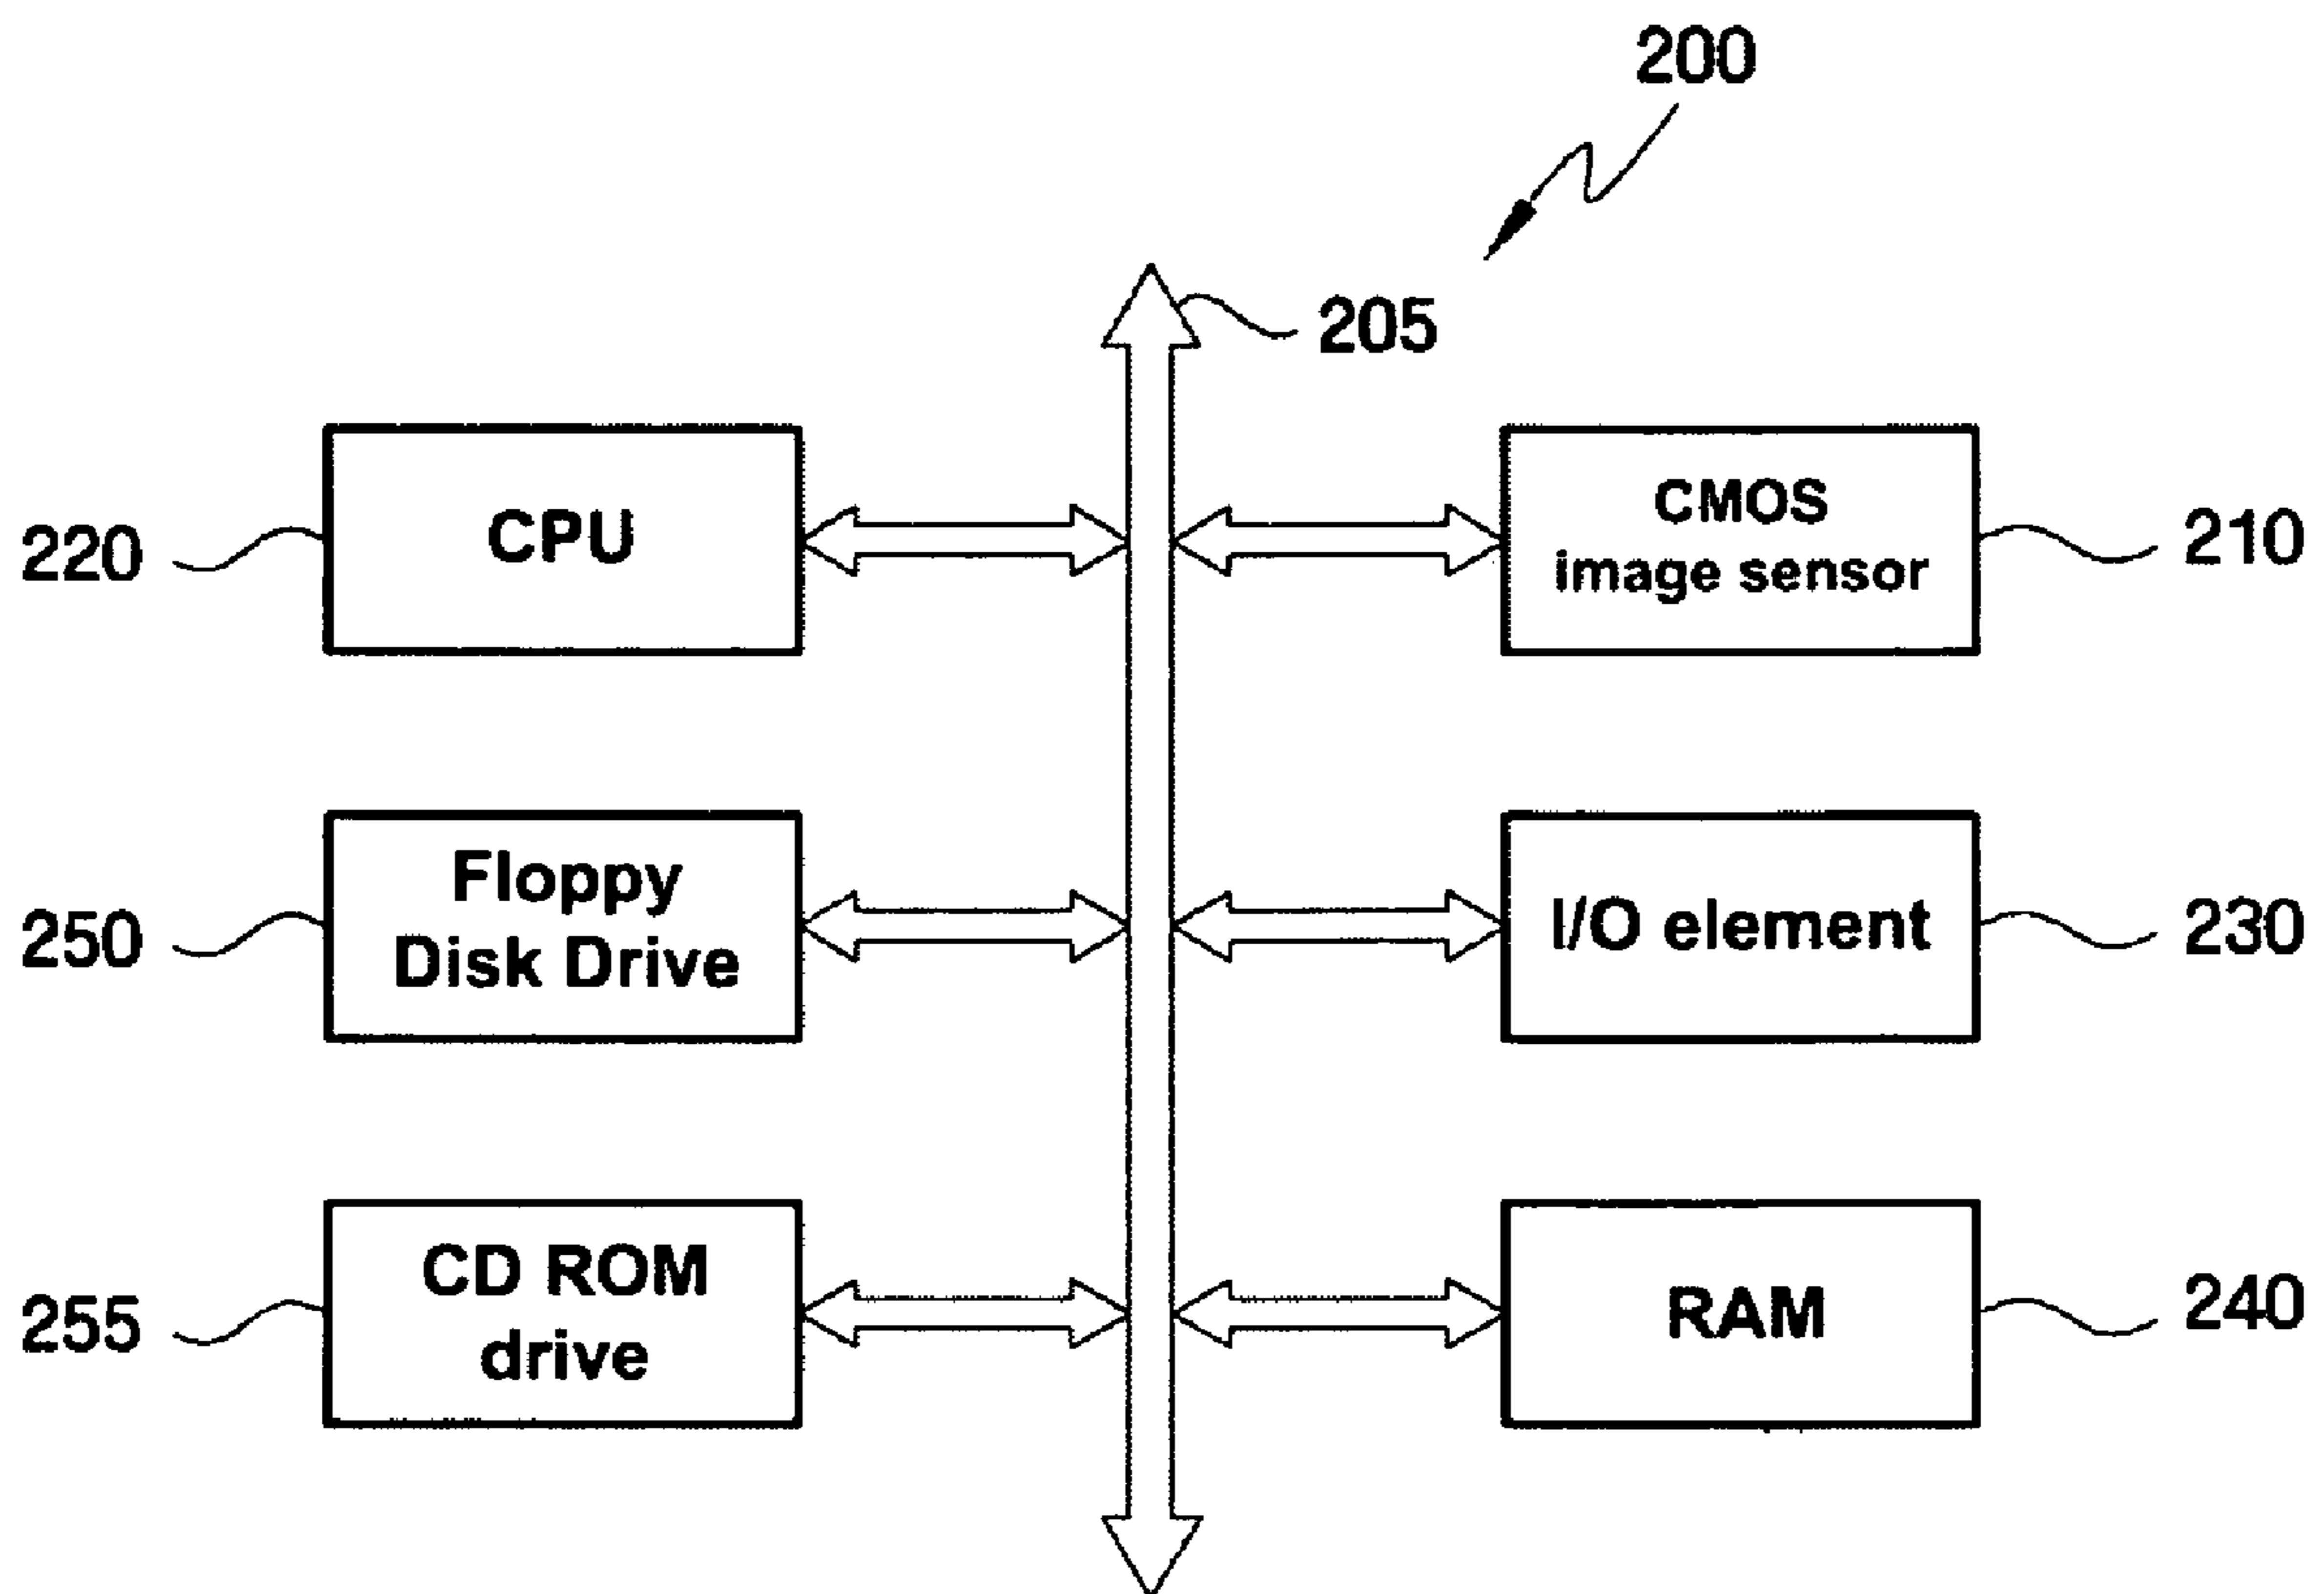 200
205
220
CPU
CMOS
image sensor
210
250
Floppy
Disk Drive
I/O element
230
255
CD ROM
drive
RAM
240